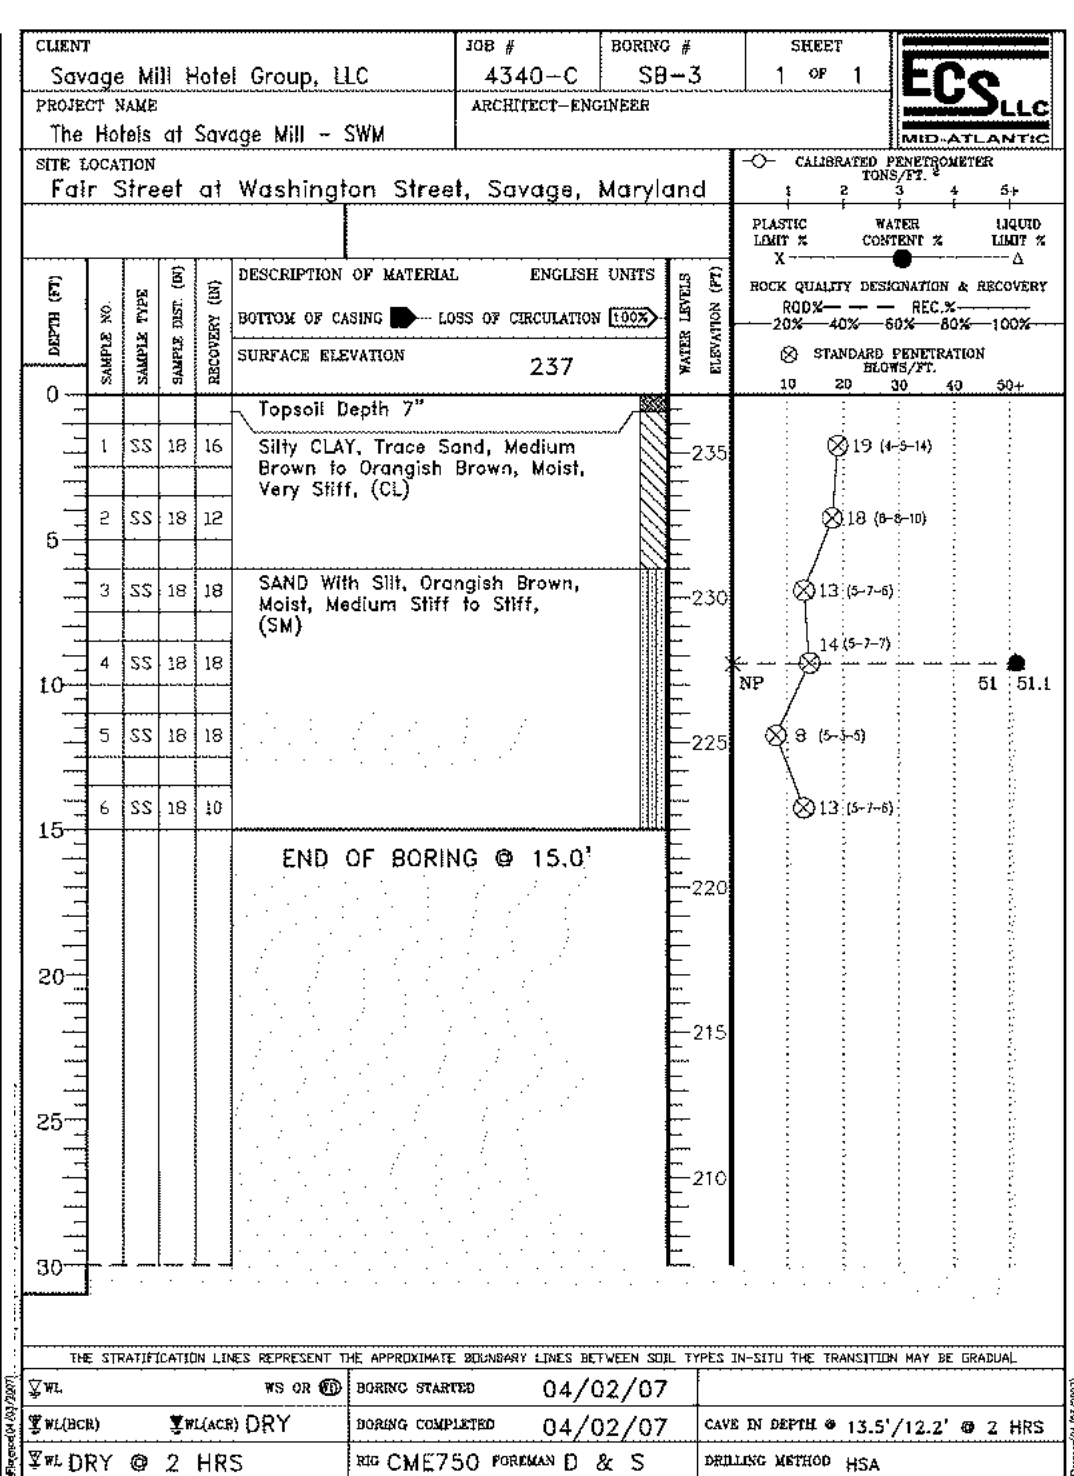 CLIENT
Savage Mill Hotel Group, LLC
JOB #
4340-C
BORING #
SB-3
SHEET
1 OF 1
ECS LLC
MID-ATLANTIC
PROJECT NAME
The Hotels at Savage Mill - SWM
ARCHITECT-ENGINEER
SITE LOCATION
Fair Street at Washington Street, Savage, Maryland
CALIBRATED PENETROMETER
TONS/FT. 2
1 2 3 4 5+
PLASTIC LIMIT %
WATER CONTENT %
LIQUID LIMIT %
X
ROCK QUALITY DESIGNATION & RECOVERY
RQD% REC.%
20% 40% 60% 80% 100%
STANDARD PENETRATION
BLOWS/FT.
10 20 30 40 50+
DEPTH (FT)
SAMPLE NO.
SAMPLE TYPE
SAMPLE DIST. (IN)
RECOVERY (IN)
DESCRIPTION OF MATERIAL
ENGLISH UNITS
BOTTOM OF CASING
LOSS OF CIRCULATION 100%
SURFACE ELEVATION
237
WATER LEVELS
ELEVATION (FT)
0
Topsoil Depth 7"
1 SS 18 16
Silty CLAY, Trace Sand, Medium
Brown to Orangish Brown, Moist,
Very Stiff, (CL)
235
19 (4-5-14)
2 SS 18 12
18 (8-8-10)
5
3 SS 18 18
SAND With Silt, Orangish Brown,
Moist, Medium Stiff to Stiff,
(SM)
230
13 (5-7-6)
4 SS 18 18
14 (5-7-7)
10
NP
51
51.1
5 SS 18 18
225
8 (5-3-5)
6 SS 18 10
13 (5-7-6)
15
END OF BORING @ 15.0'
220
20
215
25
210
30
THE STRATIFICATION LINES REPRESENT THE APPROXIMATE BOUNDARY LINES BETWEEN SOIL TYPES IN-SITU THE TRANSITION MAY BE GRADUAL
WL
WS OR WD
BORING STARTED
04/02/07
WL(BCR)
WL(ACR) DRY
BORING COMPLETED
04/02/07
CAVE IN DEPTH @ 13.5'/12.2' @ 2 HRS
WL DRY @ 2 HRS
RIG CME750 FOREMAN D & S
DRILLING METHOD HSA